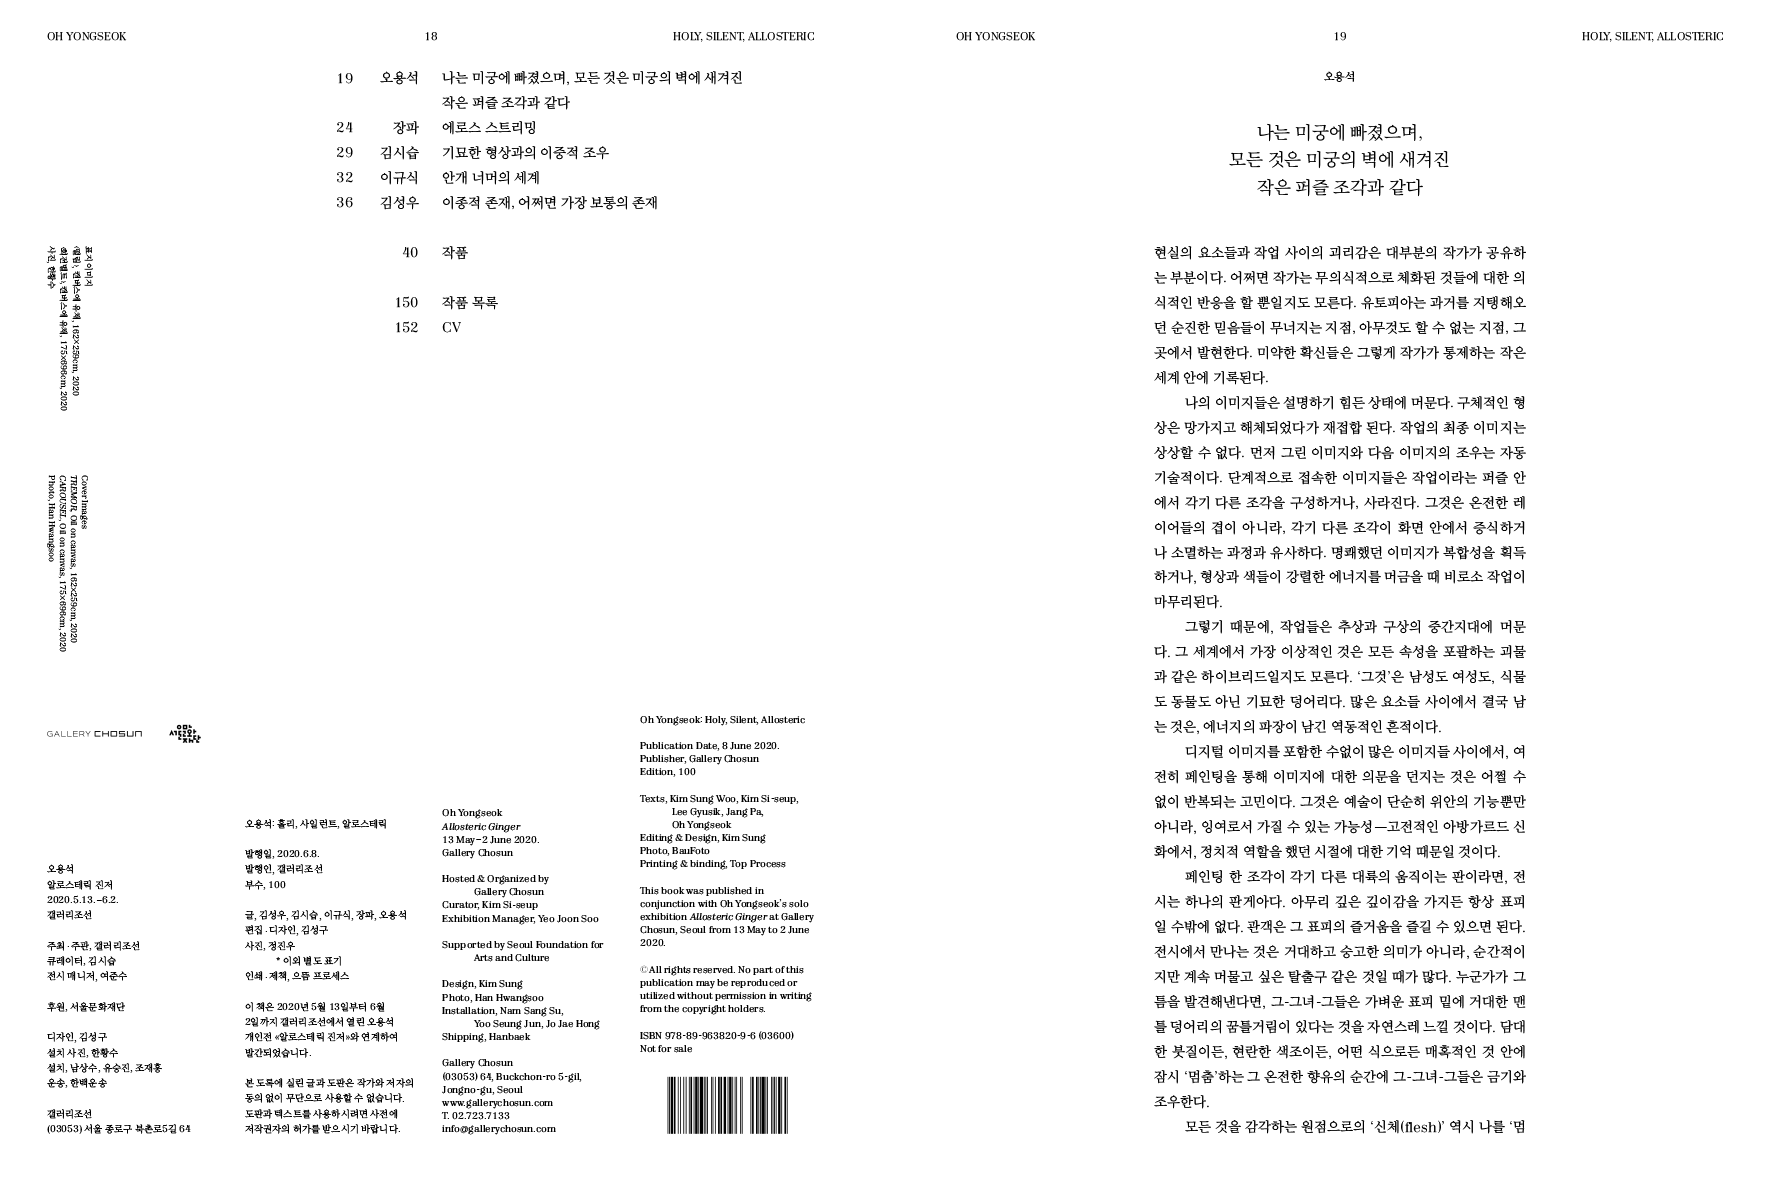 OH YONGSEOK
18
HOLY, SILENT, ALLOSTERIC
19 오용석 나는 미궁에 빠졌으며, 모든 것은 미궁의 벽에 새겨진
작은 퍼즐 조각과 같다
24 장파 에로스 스트리밍
29 김시습 기묘한 형상과의 이중적 조우
32 이규식 안개 너머의 세계
36 김성우 이종적 존재, 어쩌면 가장 보통의 존재
40 작품
150 작품 목록
152 CV
표지 이미지
〈떨림〉, 캔버스에 유채, 162×259cm, 2020
〈회전벨트〉, 캔버스에 유채, 175×696cm, 2020
사진, 한황수
Cover Images
TREMOR, Oil on canvas, 162×259cm, 2020
CAROUSEL, Oil on canvas, 175×696cm, 2020
Photo, Han Hwangsoo
GALLERY CHOSUN
서울문화재단
오용석
알로스테릭 진저
2020.5.13.–6.2.
갤러리조선
주최·주관, 갤러리조선
큐레이터, 김시습
전시 매니저, 여준수
후원, 서울문화재단
디자인, 김성구
설치 사진, 한황수
설치, 남상수, 유승진, 조재홍
운송, 한백운송
갤러리조선
(03053) 서울 종로구 북촌로5길 64
오용석: 홀리, 사일런트, 알로스테릭
발행일, 2020.6.8.
발행인, 갤러리조선
부수, 100
글, 김성우, 김시습, 이규식, 장파, 오용석
편집·디자인, 김성구
사진, 정진우
* 이외 별도 표기
인쇄·제책, 으뜸 프로세스
이 책은 2020년 5월 13일부터 6월
2일까지 갤러리조선에서 열린 오용석
개인전 «알로스테릭 진저»와 연계하여
발간되었습니다.
본 도록에 실린 글과 도판은 작가와 저자의
동의 없이 무단으로 사용할 수 없습니다.
도판과 텍스트를 사용하시려면 사전에
저작권자의 허가를 받으시기 바랍니다.
Oh Yongseok
Allosteric Ginger
13 May–2 June 2020.
Gallery Chosun
Hosted & Organized by
Gallery Chosun
Curator, Kim Si-seup
Exhibition Manager, Yeo Joon Soo
Supported by Seoul Foundation for
Arts and Culture
Design, Kim Sung
Photo, Han Hwangsoo
Installation, Nam Sang Su,
Yoo Seung Jun, Jo Jae Hong
Shipping, Hanbaek
Gallery Chosun
(03053) 64, Buckchon-ro 5-gil,
Jongno-gu, Seoul
www.gallerychosun.com
T. 02.723.7133
info@gallerychosun.com
Oh Yongseok: Holy, Silent, Allosteric
Publication Date, 8 June 2020.
Publisher, Gallery Chosun
Edition, 100
Texts, Kim Sung Woo, Kim Si-seup,
Lee Gyusik, Jang Pa,
Oh Yongseok
Editing & Design, Kim Sung
Photo, BauFoto
Printing & binding, Top Process
This book was published in
conjunction with Oh Yongseok's solo
exhibition Allosteric Ginger at Gallery
Chosun, Seoul from 13 May to 2 June
2020.
©All rights reserved. No part of this
publication may be reproduced or
utilized without permission in writing
from the copyright holders.
ISBN 978-89-963820-9-6 (03600)
Not for sale
OH YONGSEOK
19
HOLY, SILENT, ALLOSTERIC
오용석
나는 미궁에 빠졌으며,
모든 것은 미궁의 벽에 새겨진
작은 퍼즐 조각과 같다
현실의 요소들과 작업 사이의 괴리감은 대부분의 작가가 공유하
는 부분이다. 어쩌면 작가는 무의식적으로 체화된 것들에 대한 의
식적인 반응을 할 뿐일지도 모른다. 유토피아는 과거를 지탱해오
던 순진한 믿음들이 무너지는 지점, 아무것도 할 수 없는 지점, 그
곳에서 발현한다. 미약한 확신들은 그렇게 작가가 통제하는 작은
세계 안에 기록된다.
나의 이미지들은 설명하기 힘든 상태에 머문다. 구체적인 형
상은 망가지고 해체되었다가 재접합 된다. 작업의 최종 이미지는
상상할 수 없다. 먼저 그린 이미지와 다음 이미지의 조우는 자동
기술적이다. 단계적으로 접속한 이미지들은 작업이라는 퍼즐 안
에서 각기 다른 조각을 구성하거나, 사라진다. 그것은 온전한 레
이어들의 겹이 아니라, 각기 다른 조각이 화면 안에서 증식하거
나 소멸하는 과정과 유사하다. 명쾌했던 이미지가 복합성을 획득
하거나, 형상과 색들이 강렬한 에너지를 머금을 때 비로소 작업이
마무리된다.
그렇기 때문에, 작업들은 추상과 구상의 중간지대에 머문
다. 그 세계에서 가장 이상적인 것은 모든 속성을 포괄하는 괴물
과 같은 하이브리드일지도 모른다. ‘그것’은 남성도 여성도, 식물
도 동물도 아닌 기묘한 덩어리다. 많은 요소들 사이에서 결국 남
는 것은, 에너지의 파장이 남긴 역동적인 흔적이다.
디지털 이미지를 포함한 수없이 많은 이미지들 사이에서, 여
전히 페인팅을 통해 이미지에 대한 의문을 던지는 것은 어쩔 수
없이 반복되는 고민이다. 그것은 예술이 단순히 위안의 기능뿐만
아니라, 잉여로서 가질 수 있는 가능성—고전적인 아방가르드 신
화에서, 정치적 역할을 했던 시절에 대한 기억 때문일 것이다.
페인팅 한 조각이 각기 다른 대륙의 움직이는 판이라면, 전
시는 하나의 판게아다. 아무리 깊은 깊이감을 가지든 항상 표피
일 수밖에 없다. 관객은 그 표피의 즐거움을 즐길 수 있으면 된다.
전시에서 만나는 것은 거대하고 숭고한 의미가 아니라, 순간적이
지만 계속 머물고 싶은 탈출구 같은 것일 때가 많다. 누군가가 그
틈을 발견해낸다면, 그-그녀-그들은 가벼운 표피 밑에 거대한 맨
틀 덩어리의 꿈틀거림이 있다는 것을 자연스레 느낄 것이다. 담대
한 붓질이든, 현란한 색조이든, 어떤 식으로든 매혹적인 것 안에
잠시 ‘멈춤’하는 그 온전한 향유의 순간에 그-그녀-그들은 금기와
조우한다.
모든 것을 감각하는 원점으로의 ‘신체(flesh)’ 역시 나를 ‘멈